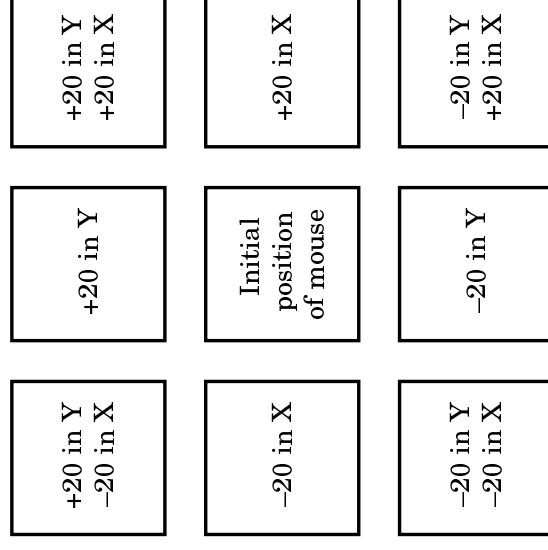 +20 in Y
−20 in X
+20 in Y
+20 in Y
+20 in X
−20 in X
Initial
position
of mouse
+20 in X
−20 in Y
−20 in X
−20 in Y
−20 in Y
+20 in X